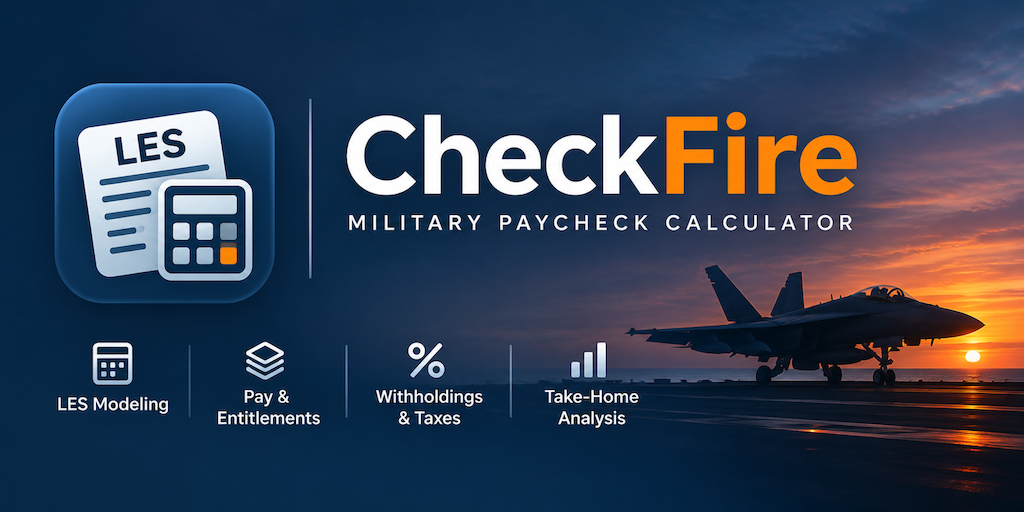 LES
CheckFire
MILITARY PAYCHECK CALCULATOR
LES Modeling
Pay &
Entitlements
Withholdings
& Taxes
Take-Home
Analysis